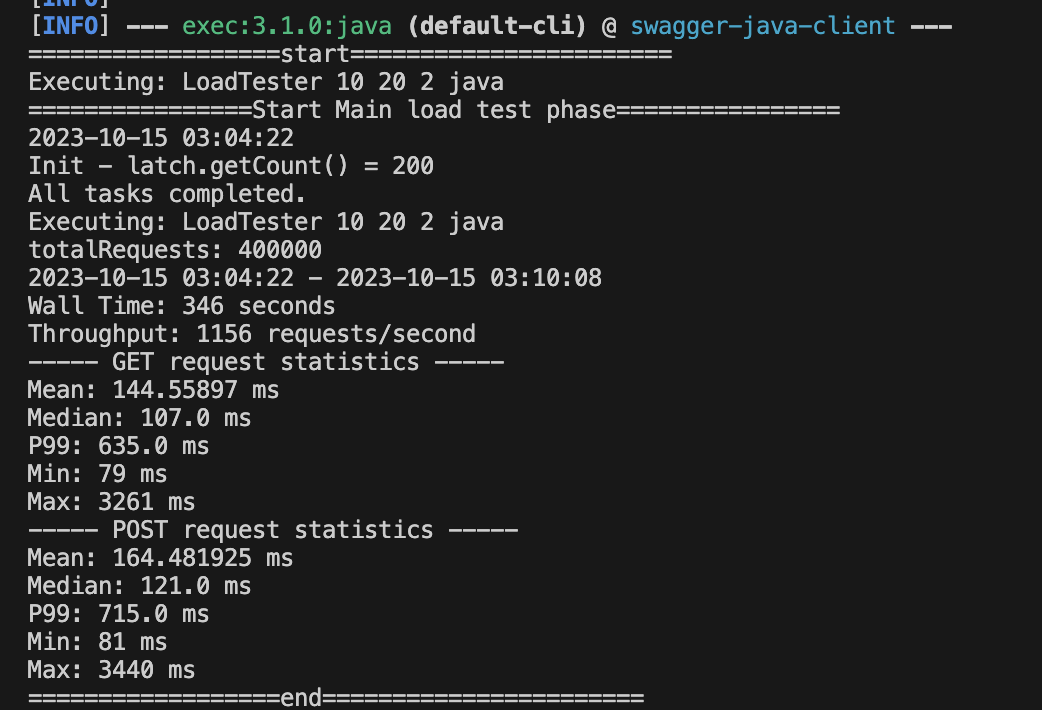 [INFO]
[INFO] --- exec:3.1.0:java (default-cli) @ swagger-java-client ---
==================start=======================
Executing: LoadTester 10 20 2 java
================Start Main load test phase================
2023-10-15 03:04:22
Init - latch.getCount() = 200
All tasks completed.
Executing: LoadTester 10 20 2 java
totalRequests: 400000
2023-10-15 03:04:22 - 2023-10-15 03:10:08
Wall Time: 346 seconds
Throughput: 1156 requests/second
----- GET request statistics -----
Mean: 144.55897 ms
Median: 107.0 ms
P99: 635.0 ms
Min: 79 ms
Max: 3261 ms
----- POST request statistics -----
Mean: 164.481925 ms
Median: 121.0 ms
P99: 715.0 ms
Min: 81 ms
Max: 3440 ms
==================end=======================